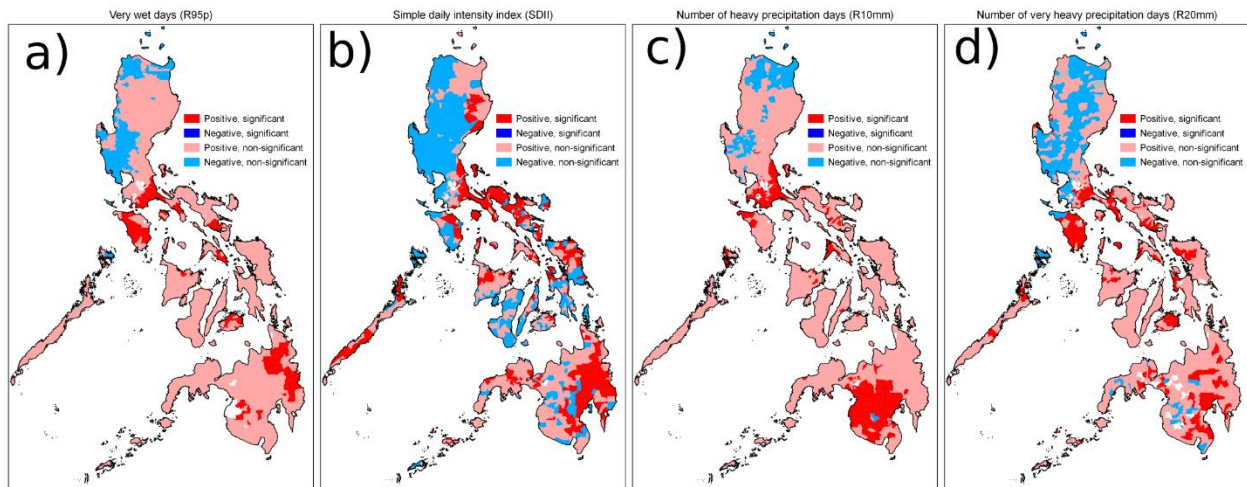 Very wet days (R95p)
a)
Positive, significant
Negative, significant
Positive, non-significant
Negative, non-significant
Simple daily intensity index (SDII)
b)
Positive, significant
Negative, significant
Positive, non-significant
Negative, non-significant
Number of heavy precipitation days (R10mm)
c)
Positive, significant
Negative, significant
Positive, non-significant
Negative, non-significant
Number of very heavy precipitation days (R20mm)
d)
Positive, significant
Negative, significant
Positive, non-significant
Negative, non-significant